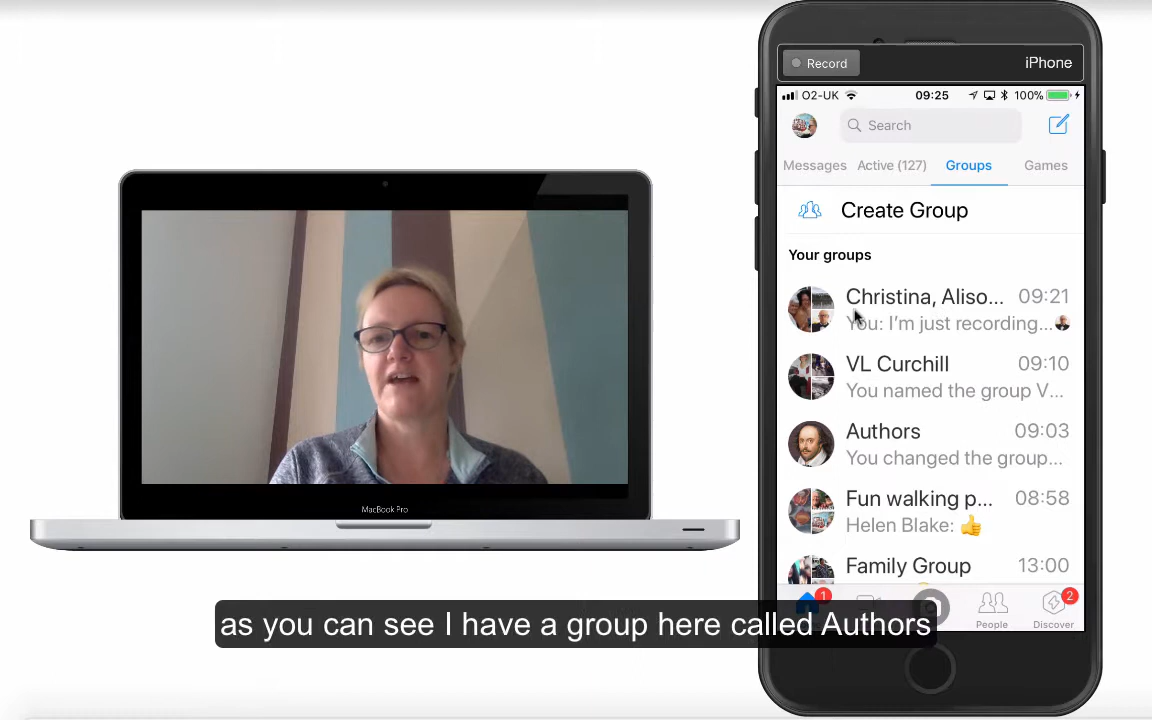 Record
iPhone
O2-UK 09:25 100%
Search
Messages Active (127) Groups Games
Create Group
Your groups
Christina, Aliso... 09:21
You: I'm just recording...
VL Curchill 09:10
You named the group V...
Authors 09:03
You changed the group...
Fun walking p... 08:58
Helen Blake: 👍
Family Group 13:00
1
2
People
Discover
MacBook Pro
as you can see I have a group here called Authors